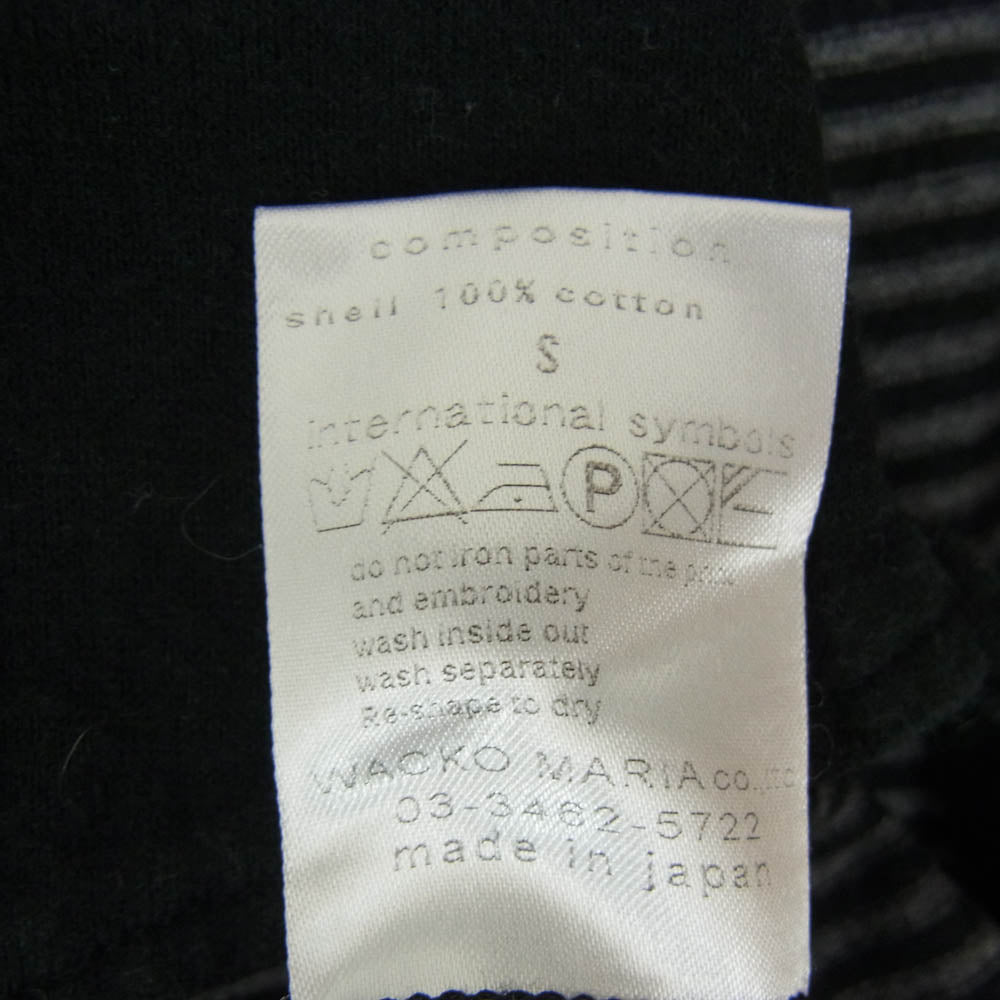 composition
shell 100% cotton
S
international symbols
P
do not iron parts of the print
and embroidery
wash inside out
wash separately
Re-shape to dry
WACKO MARIA co.,ltd
03-3462-5722
made in japan